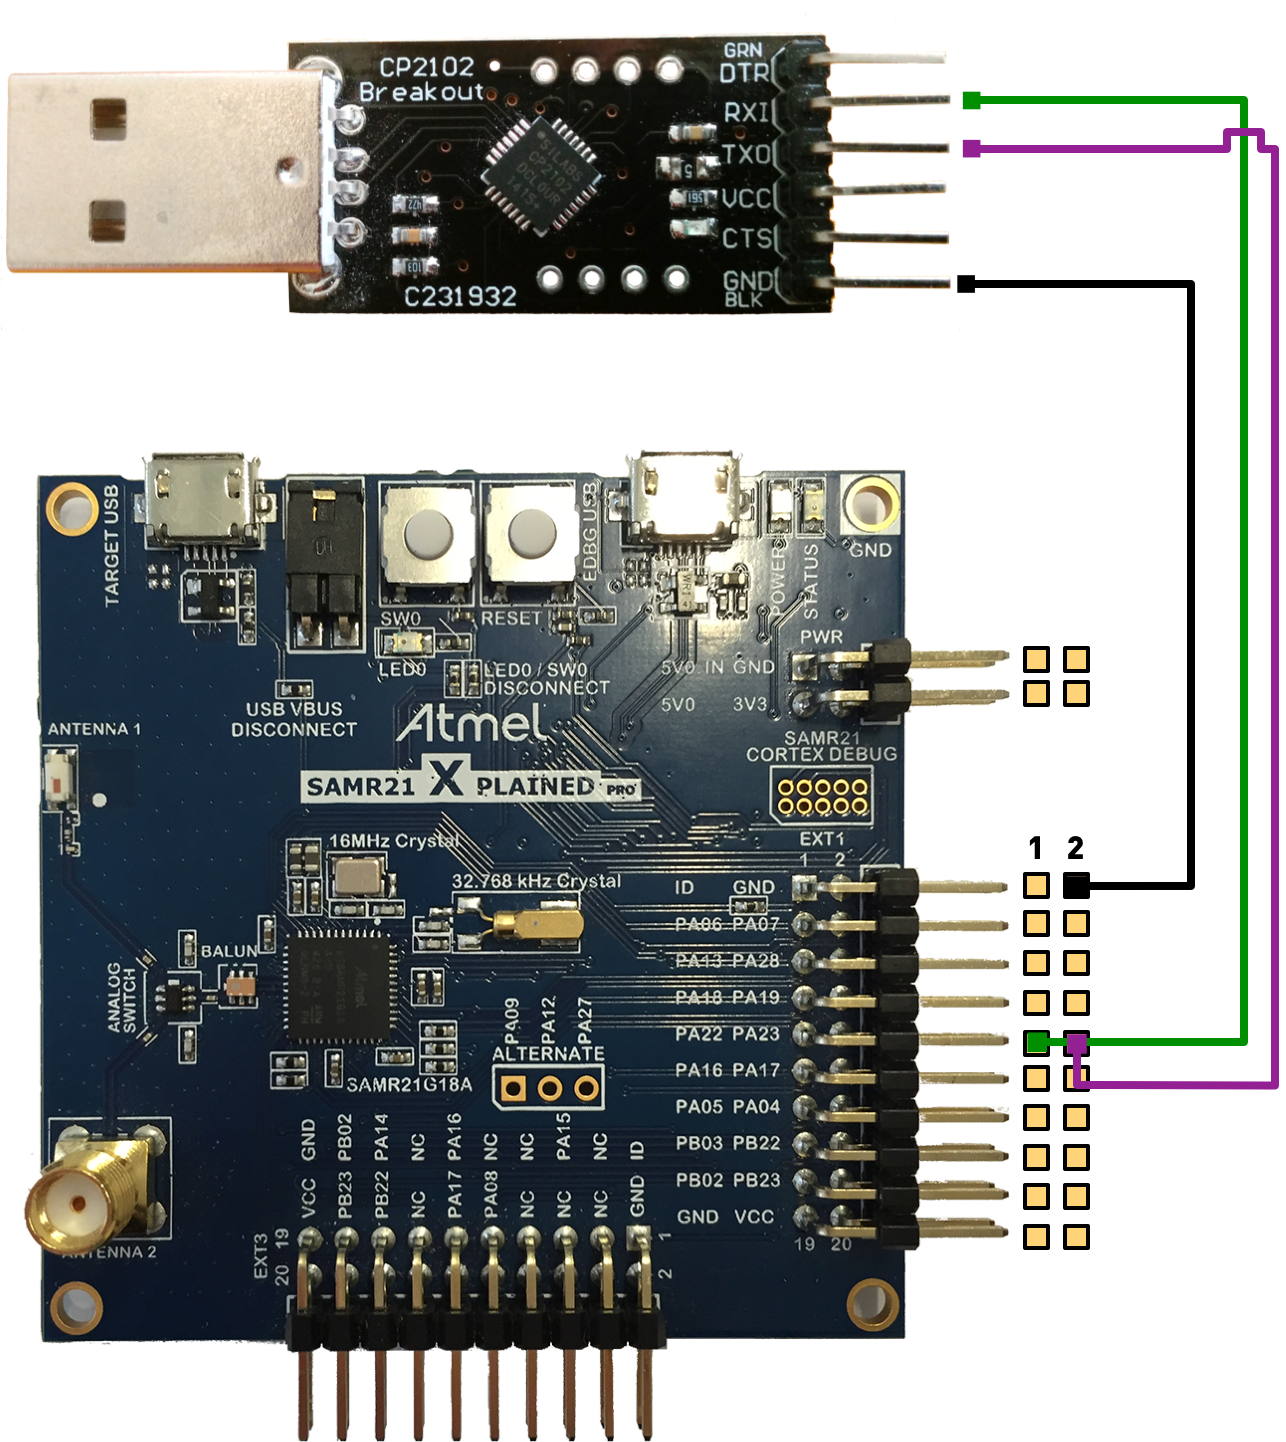 CP2102
Breakout
C231932
GRN
DTR
RXI
TXO
VCC
CTS
GND
BLK
TARGET USB
EDBG USB
SW0
RESET
LED0
LED0 / SW0
DISCONNECT
USB VBUS
DISCONNECT
POWER
STATUS
GND
PWR
5V0 IN GND
5V0 3V3
ANTENNA 1
Atmel
SAMR21 X PLAINED PRO
SAMR21
CORTEX DEBUG
EXT1
1 2
1 2
16MHz Crystal
32.768 kHz Crystal
ID GND
PA06 PA07
PA13 PA28
PA18 PA19
PA22 PA23
PA16 PA17
PA05 PA04
PB03 PB22
PB02 PB23
GND VCC
19 20
BALUN
ANALOG
SWITCH
PA09
PA12
PA27
ALTERNATE
SAMR21G18A
GND PB02 PA14 NC PA16 NC NC PA15 NC ID
VCC PB23 PB22 NC PA17 PA08 NC NC NC GND
EXT3
19
20
1
2
ANTENNA 2